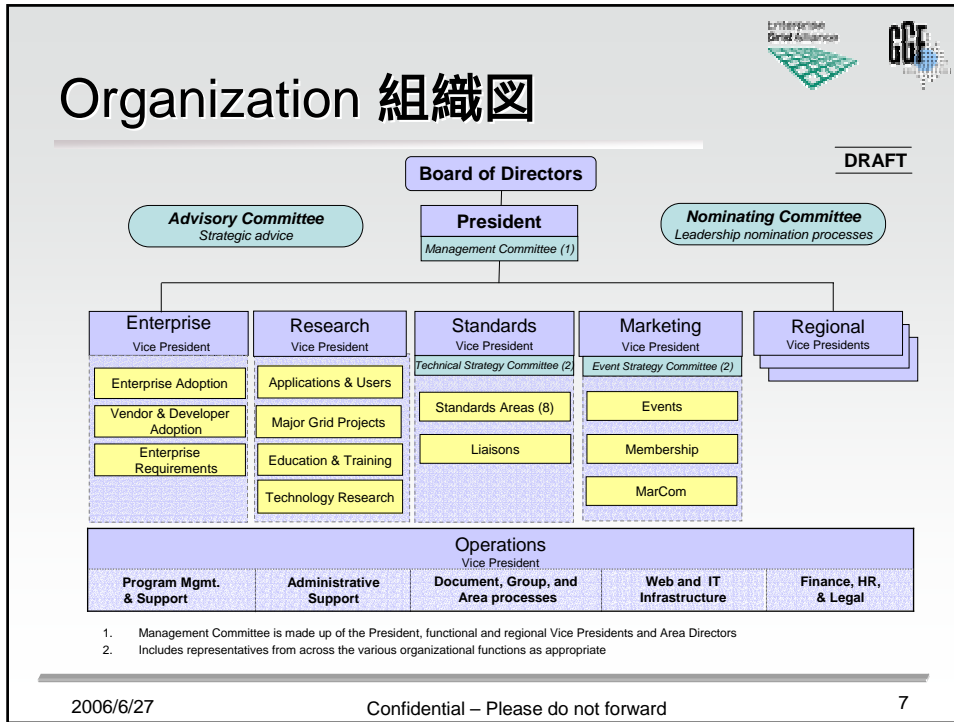 Enterprise
Grid Alliance
GGF
Organization 組織図
DRAFT
Board of Directors
Advisory Committee
Strategic advice
President
Management Committee (1)
Nominating Committee
Leadership nomination processes
Enterprise
Vice President
Enterprise Adoption
Vendor & Developer
Adoption
Enterprise
Requirements
Research
Vice President
Applications & Users
Major Grid Projects
Education & Training
Technology Research
Standards
Vice President
Technical Strategy Committee (2)
Standards Areas (8)
Liaisons
Marketing
Vice President
Event Strategy Committee (2)
Events
Membership
MarCom
Regional
Vice Presidents
Operations
Vice President
Program Mgmt.
& Support
Administrative
Support
Document, Group, and
Area processes
Web and IT
Infrastructure
Finance, HR,
& Legal
1. Management Committee is made up of the President, functional and regional Vice Presidents and Area Directors
2. Includes representatives from across the various organizational functions as appropriate
2006/6/27
Confidential – Please do not forward
7